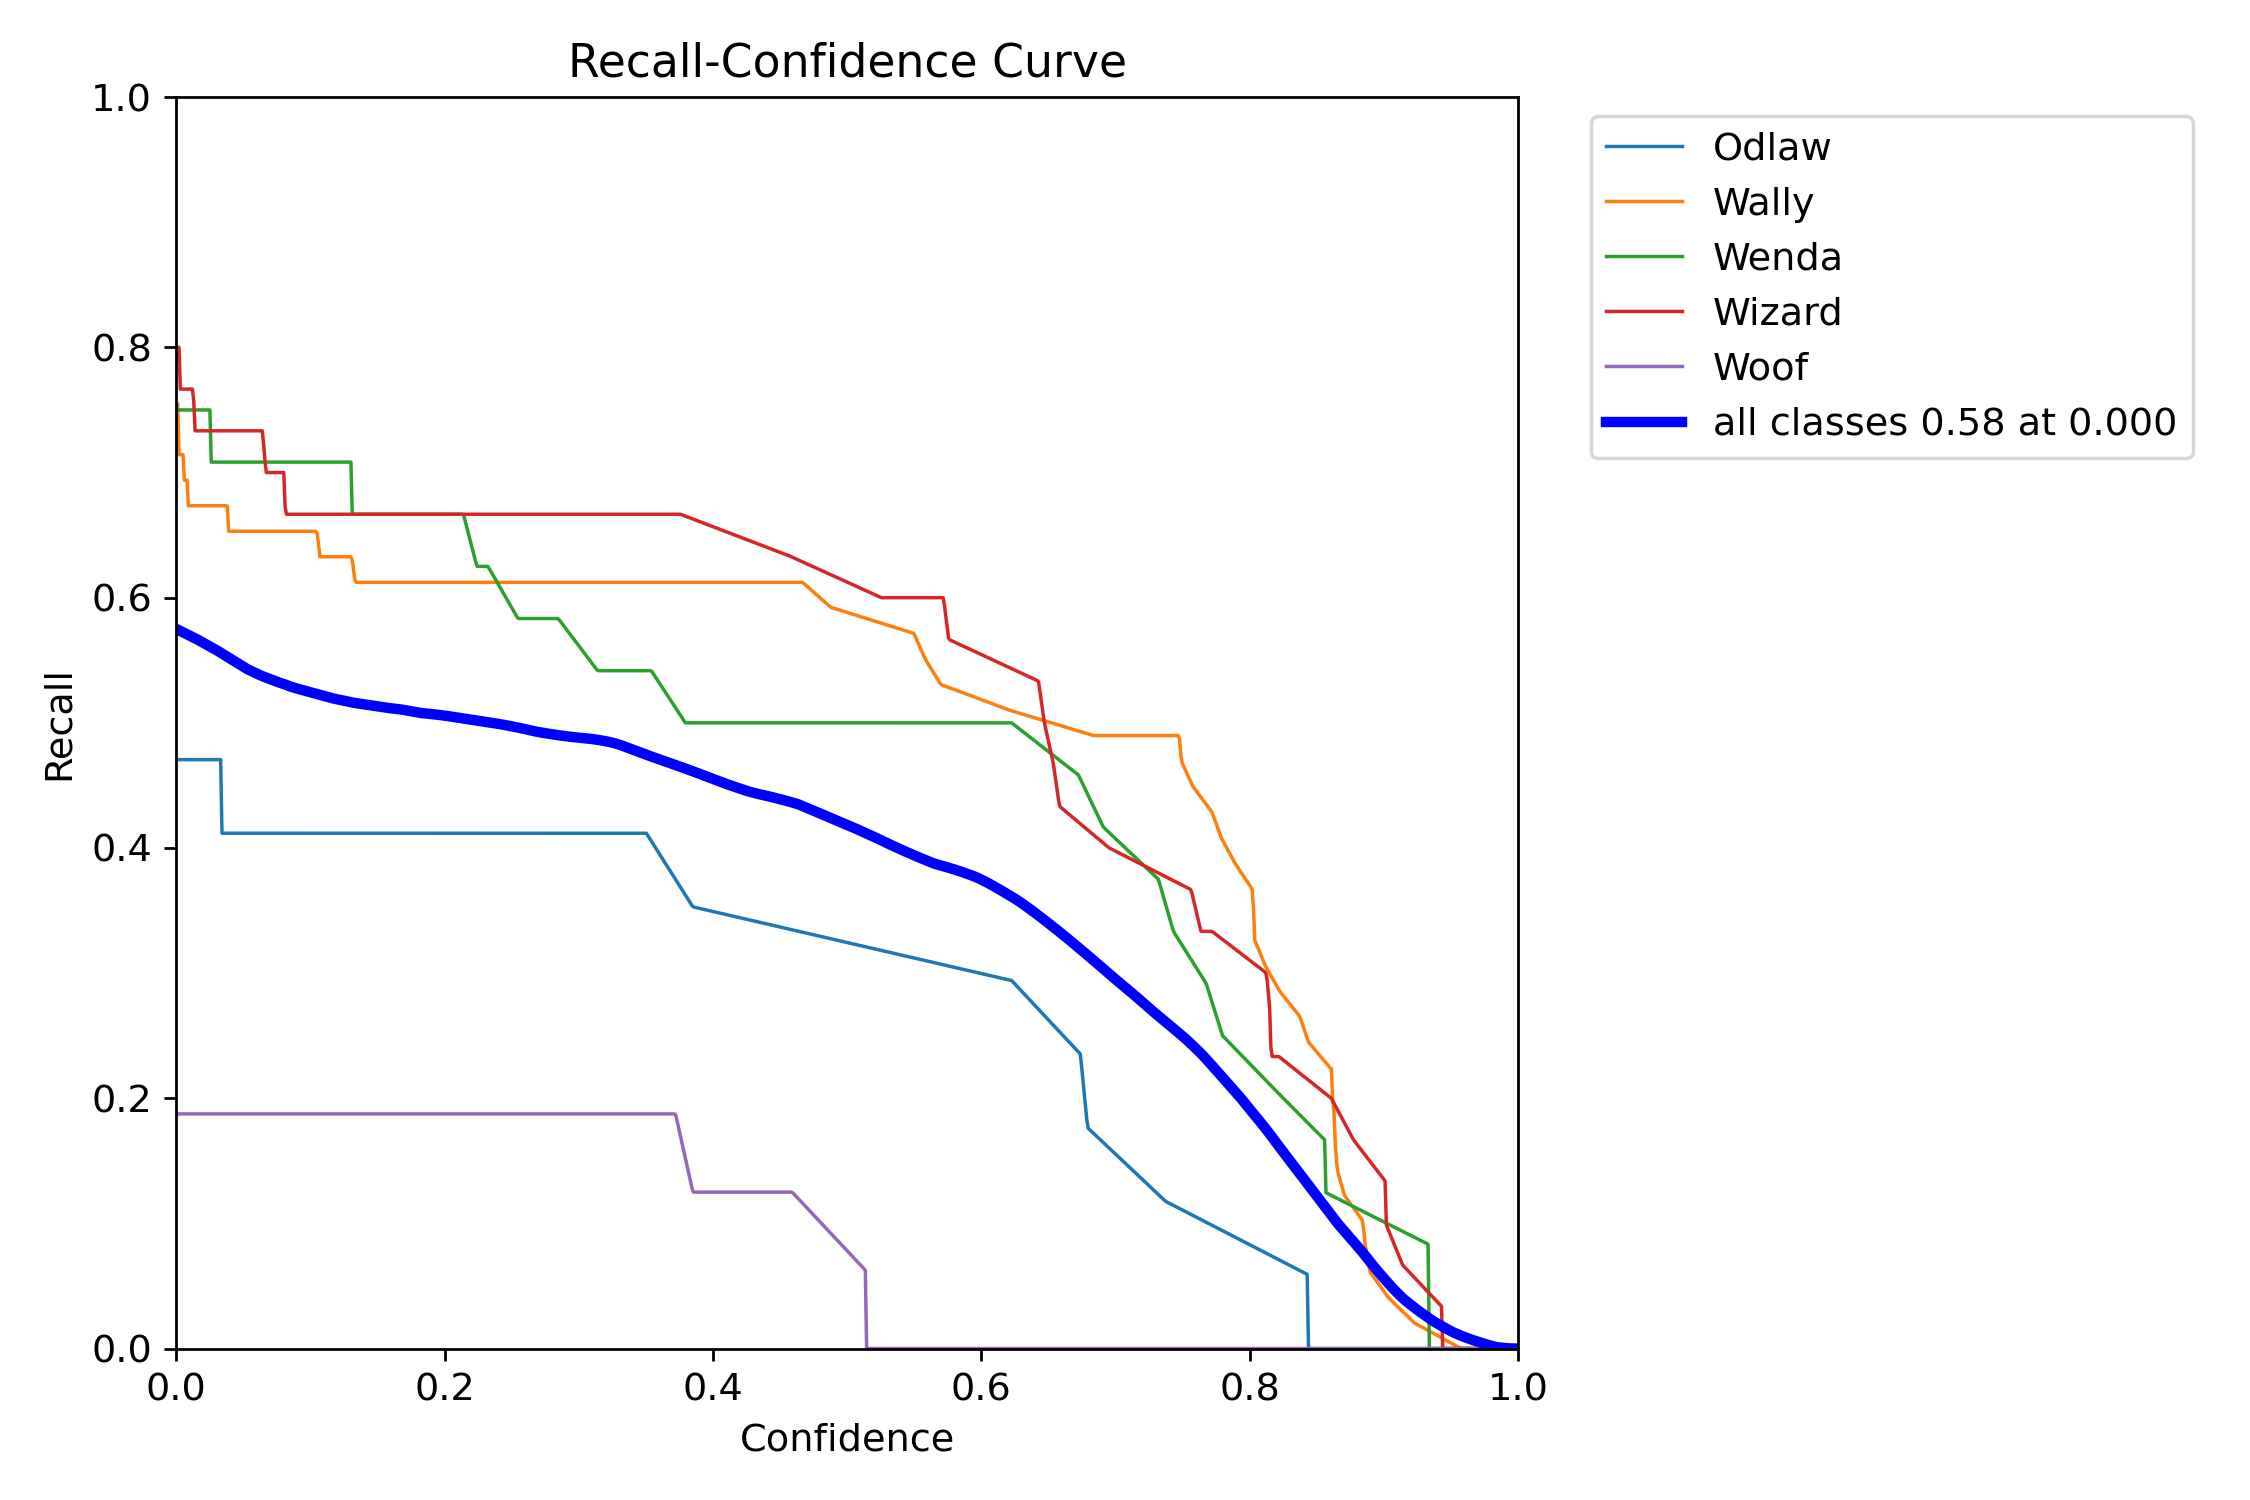 Recall-Confidence Curve
1.0
0.8
0.6
0.4
0.2
0.0
Recall
0.0 0.2 0.4 0.6 0.8 1.0
Confidence
Odlaw
Wally
Wenda
Wizard
Woof
all classes 0.58 at 0.000